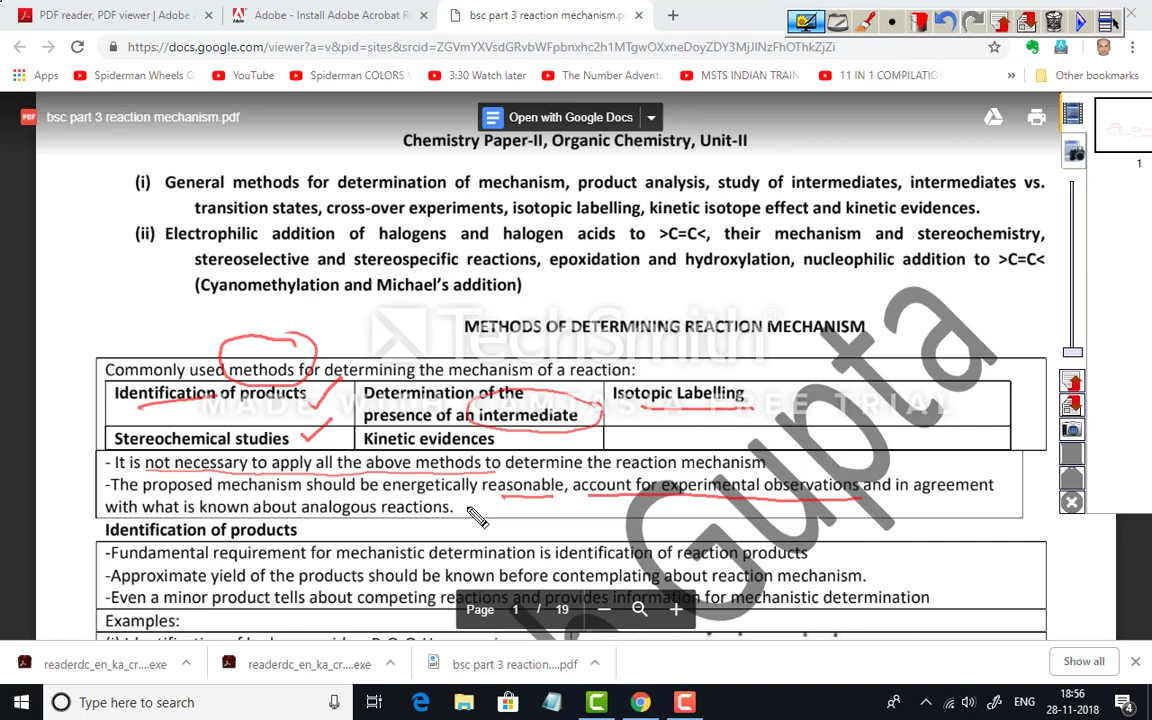 PDF reader, PDF viewer | Adobe A
Adobe - Install Adobe Acrobat R
bsc part 3 reaction mechanism.p
https://docs.google.com/viewer?a=v&pid=sites&srcid=ZGVmYXVsdGRvbWFpbnxhc2h1MTgwOXxneDoyZDY3MjJlNzFhOThkZjZi
Apps
Spiderman Wheels O
YouTube
Spiderman COLORS
3:30 Watch later
The Number Adventu
MSTS INDIAN TRAIN
11 IN 1 COMPILATIO
»
Other bookmarks
PDF
bsc part 3 reaction mechanism.pdf
Open with Google Docs
Chemistry Paper-II, Organic Chemistry, Unit-II
(i) General methods for determination of mechanism, product analysis, study of intermediates, intermediates vs.
transition states, cross-over experiments, isotopic labelling, kinetic isotope effect and kinetic evidences.
(ii) Electrophilic addition of halogens and halogen acids to >C=C<, their mechanism and stereochemistry,
stereoselective and stereospecific reactions, epoxidation and hydroxylation, nucleophilic addition to >C=C<
(Cyanomethylation and Michael's addition)
1
METHODS OF DETERMINING REACTION MECHANISM
TechSmith
Commonly used methods for determining the mechanism of a reaction:
Identification of products
Determination of the
presence of an intermediate
Isotopic Labelling
MADE WITH CAMTASIA FREE TRIAL
Stereochemical studies
Kinetic evidences
- It is not necessary to apply all the above methods to determine the reaction mechanism
-The proposed mechanism should be energetically reasonable, account for experimental observations and in agreement
with what is known about analogous reactions.
h Gupta
Identification of products
-Fundamental requirement for mechanistic determination is identification of reaction products
-Approximate yield of the products should be known before contemplating about reaction mechanism.
-Even a minor product tells about competing reactions and provides information for mechanistic determination
Page 1 / 19
Examples:
readerdc_en_ka_cr....exe
readerdc_en_ka_cr....exe
bsc part 3 reaction....pdf
Show all
Type here to search
ENG
18:56
28-11-2018
4